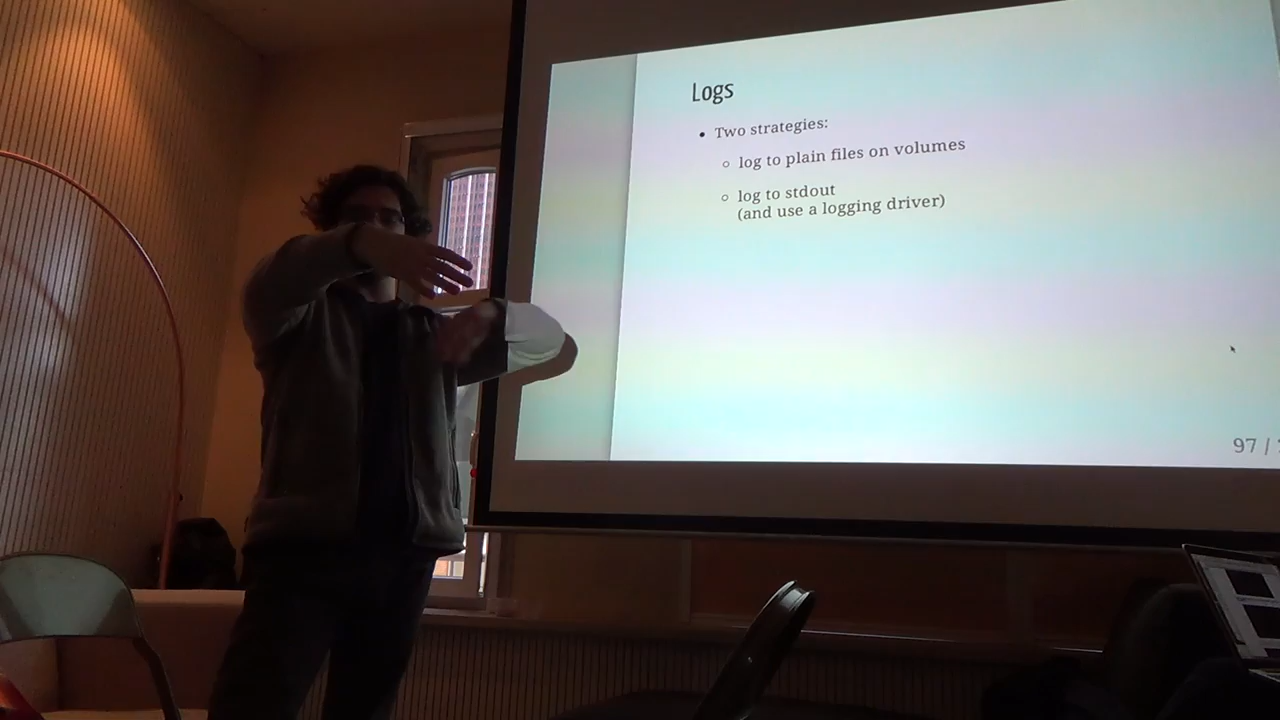 Logs
• Two strategies:
○ log to plain files on volumes
○ log to stdout
(and use a logging driver)
97 /